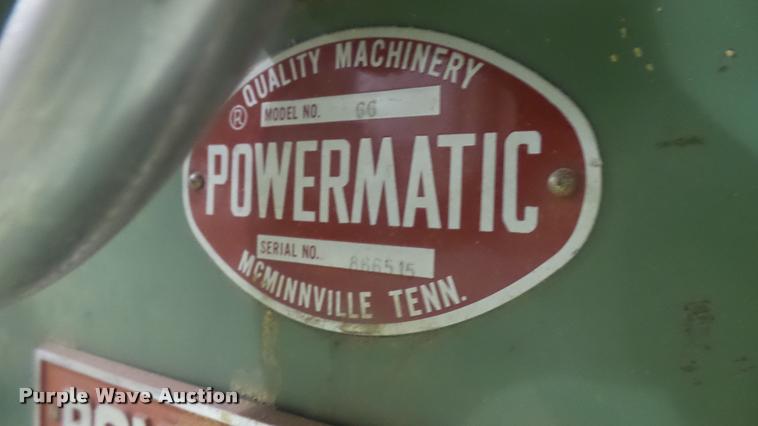 QUALITY MACHINERY
®
MODEL NO. 66
POWERMATIC
SERIAL NO. 866515
MCMINNVILLE TENN.
Purple Wave Auction